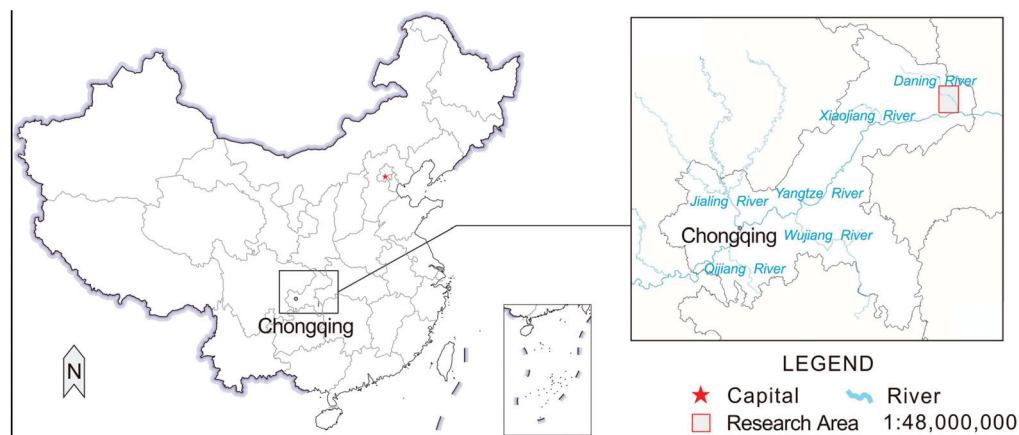 Chongqing
N
Daning River
Xiaojiang River
Jialing River
Yangtze River
Chongqing
Wujiang River
Qijiang River
LEGEND
Capital
River
Research Area
1:48,000,000